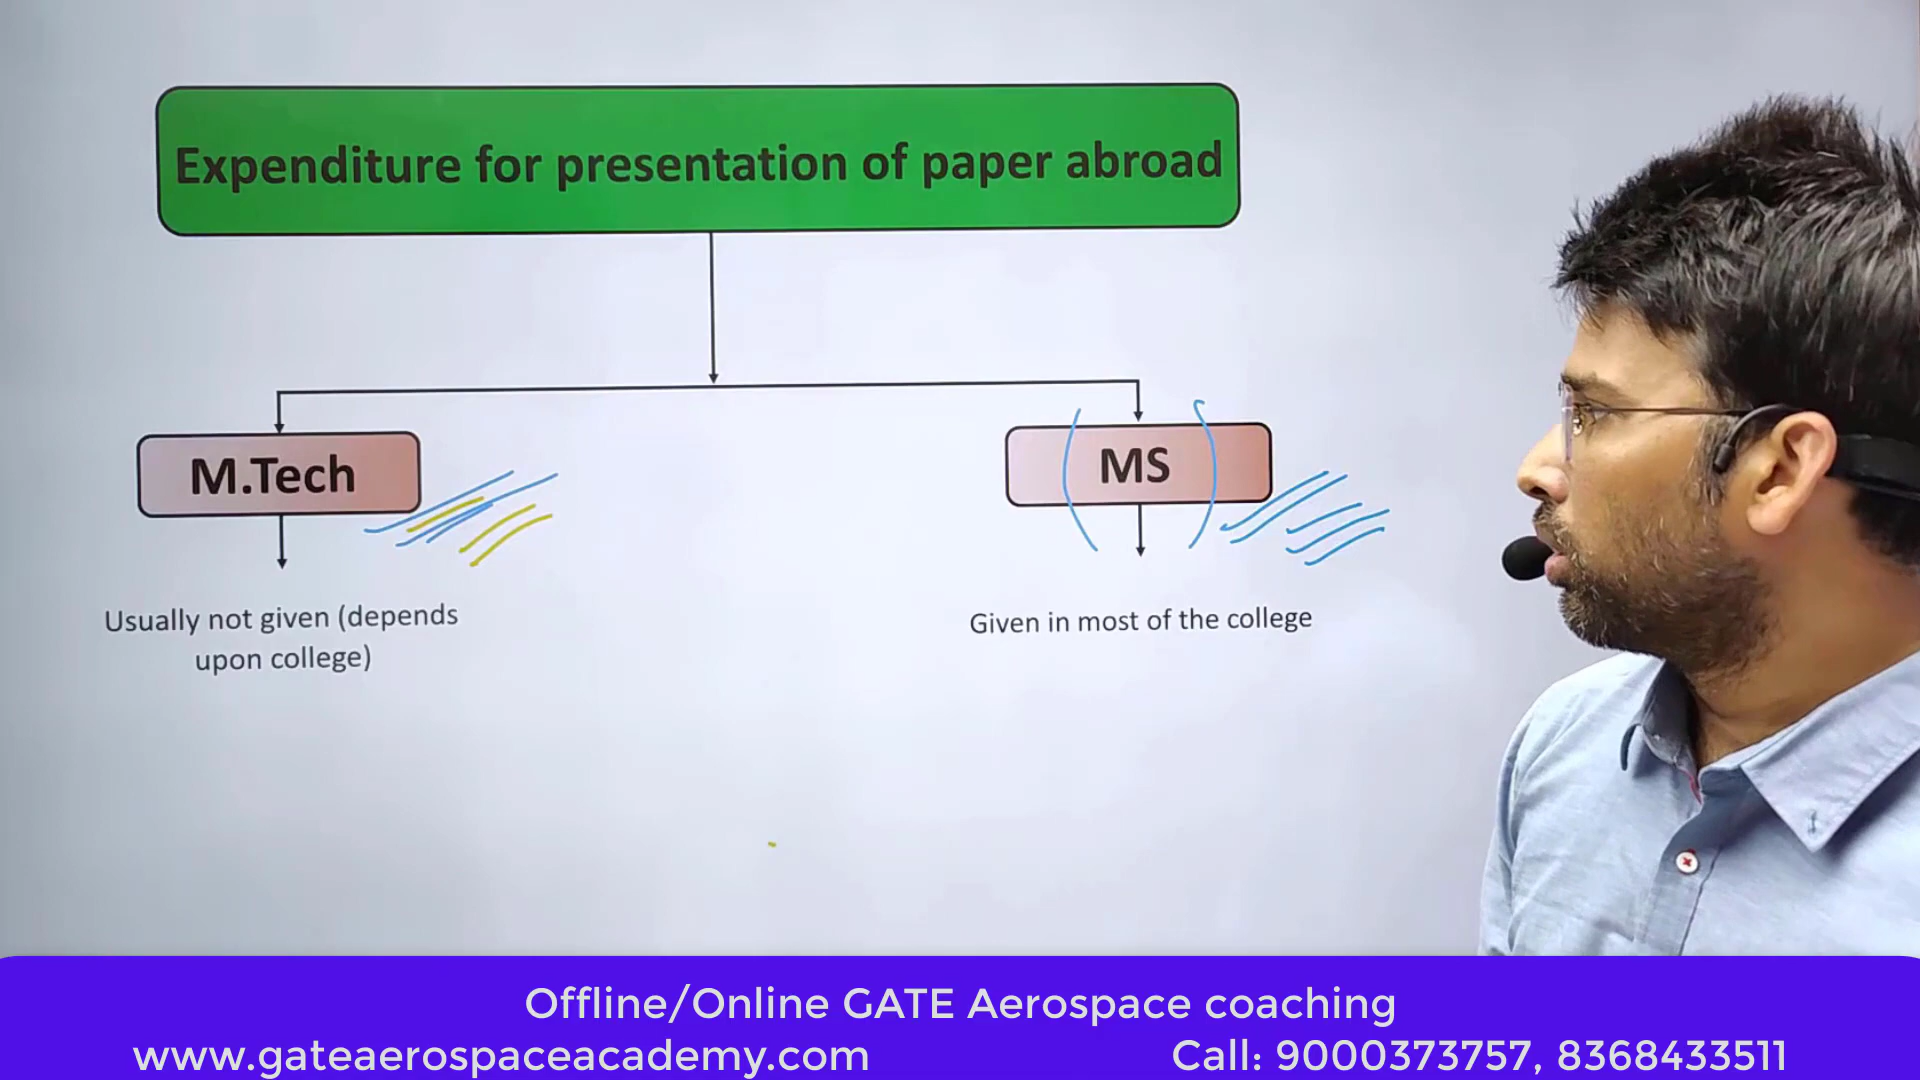 Expenditure for presentation of paper abroad
M.Tech
MS
Usually not given (depends
upon college)
Given in most of the college
Offline/Online GATE Aerospace coaching
www.gateaerospaceacademy.com
Call: 9000373757, 8368433511